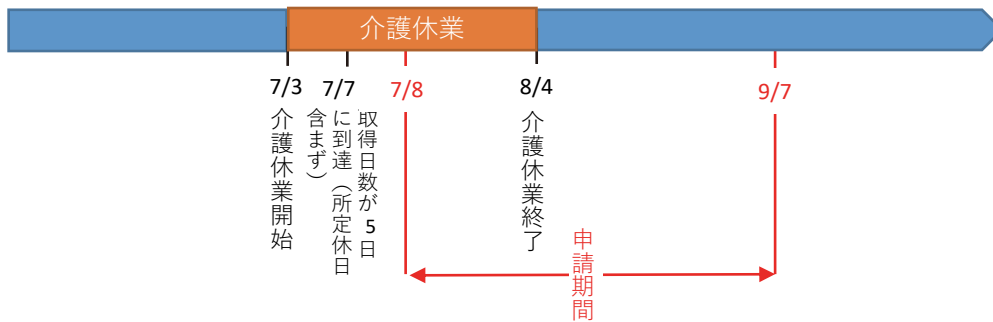 介護休業
7/3
7/7
7/8
8/4
9/7
介護休業開始
取得日数が5日
に到達（所定休日
含まず）
介護休業終了
申請期間